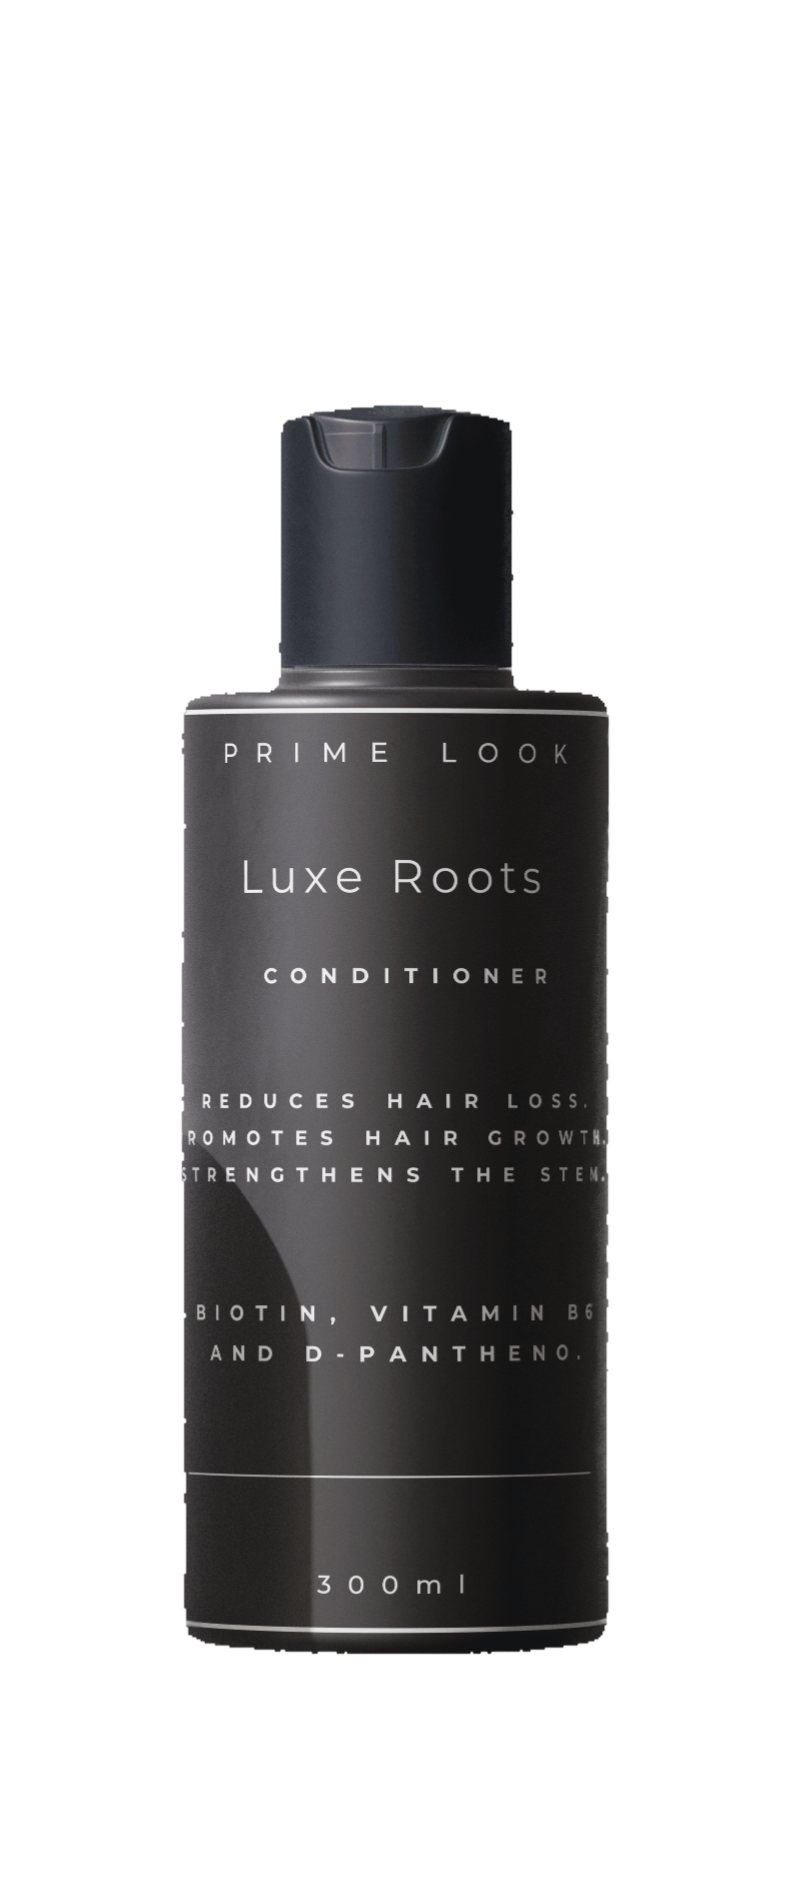 PRIME LOOK
Luxe Roots
CONDITIONER
REDUCES HAIR LOSS.
ROMOTES HAIR GROWTH.
STRENGTHENS THE STEM.
BIOTIN, VITAMIN B6
AND D-PANTHENO.
300ml